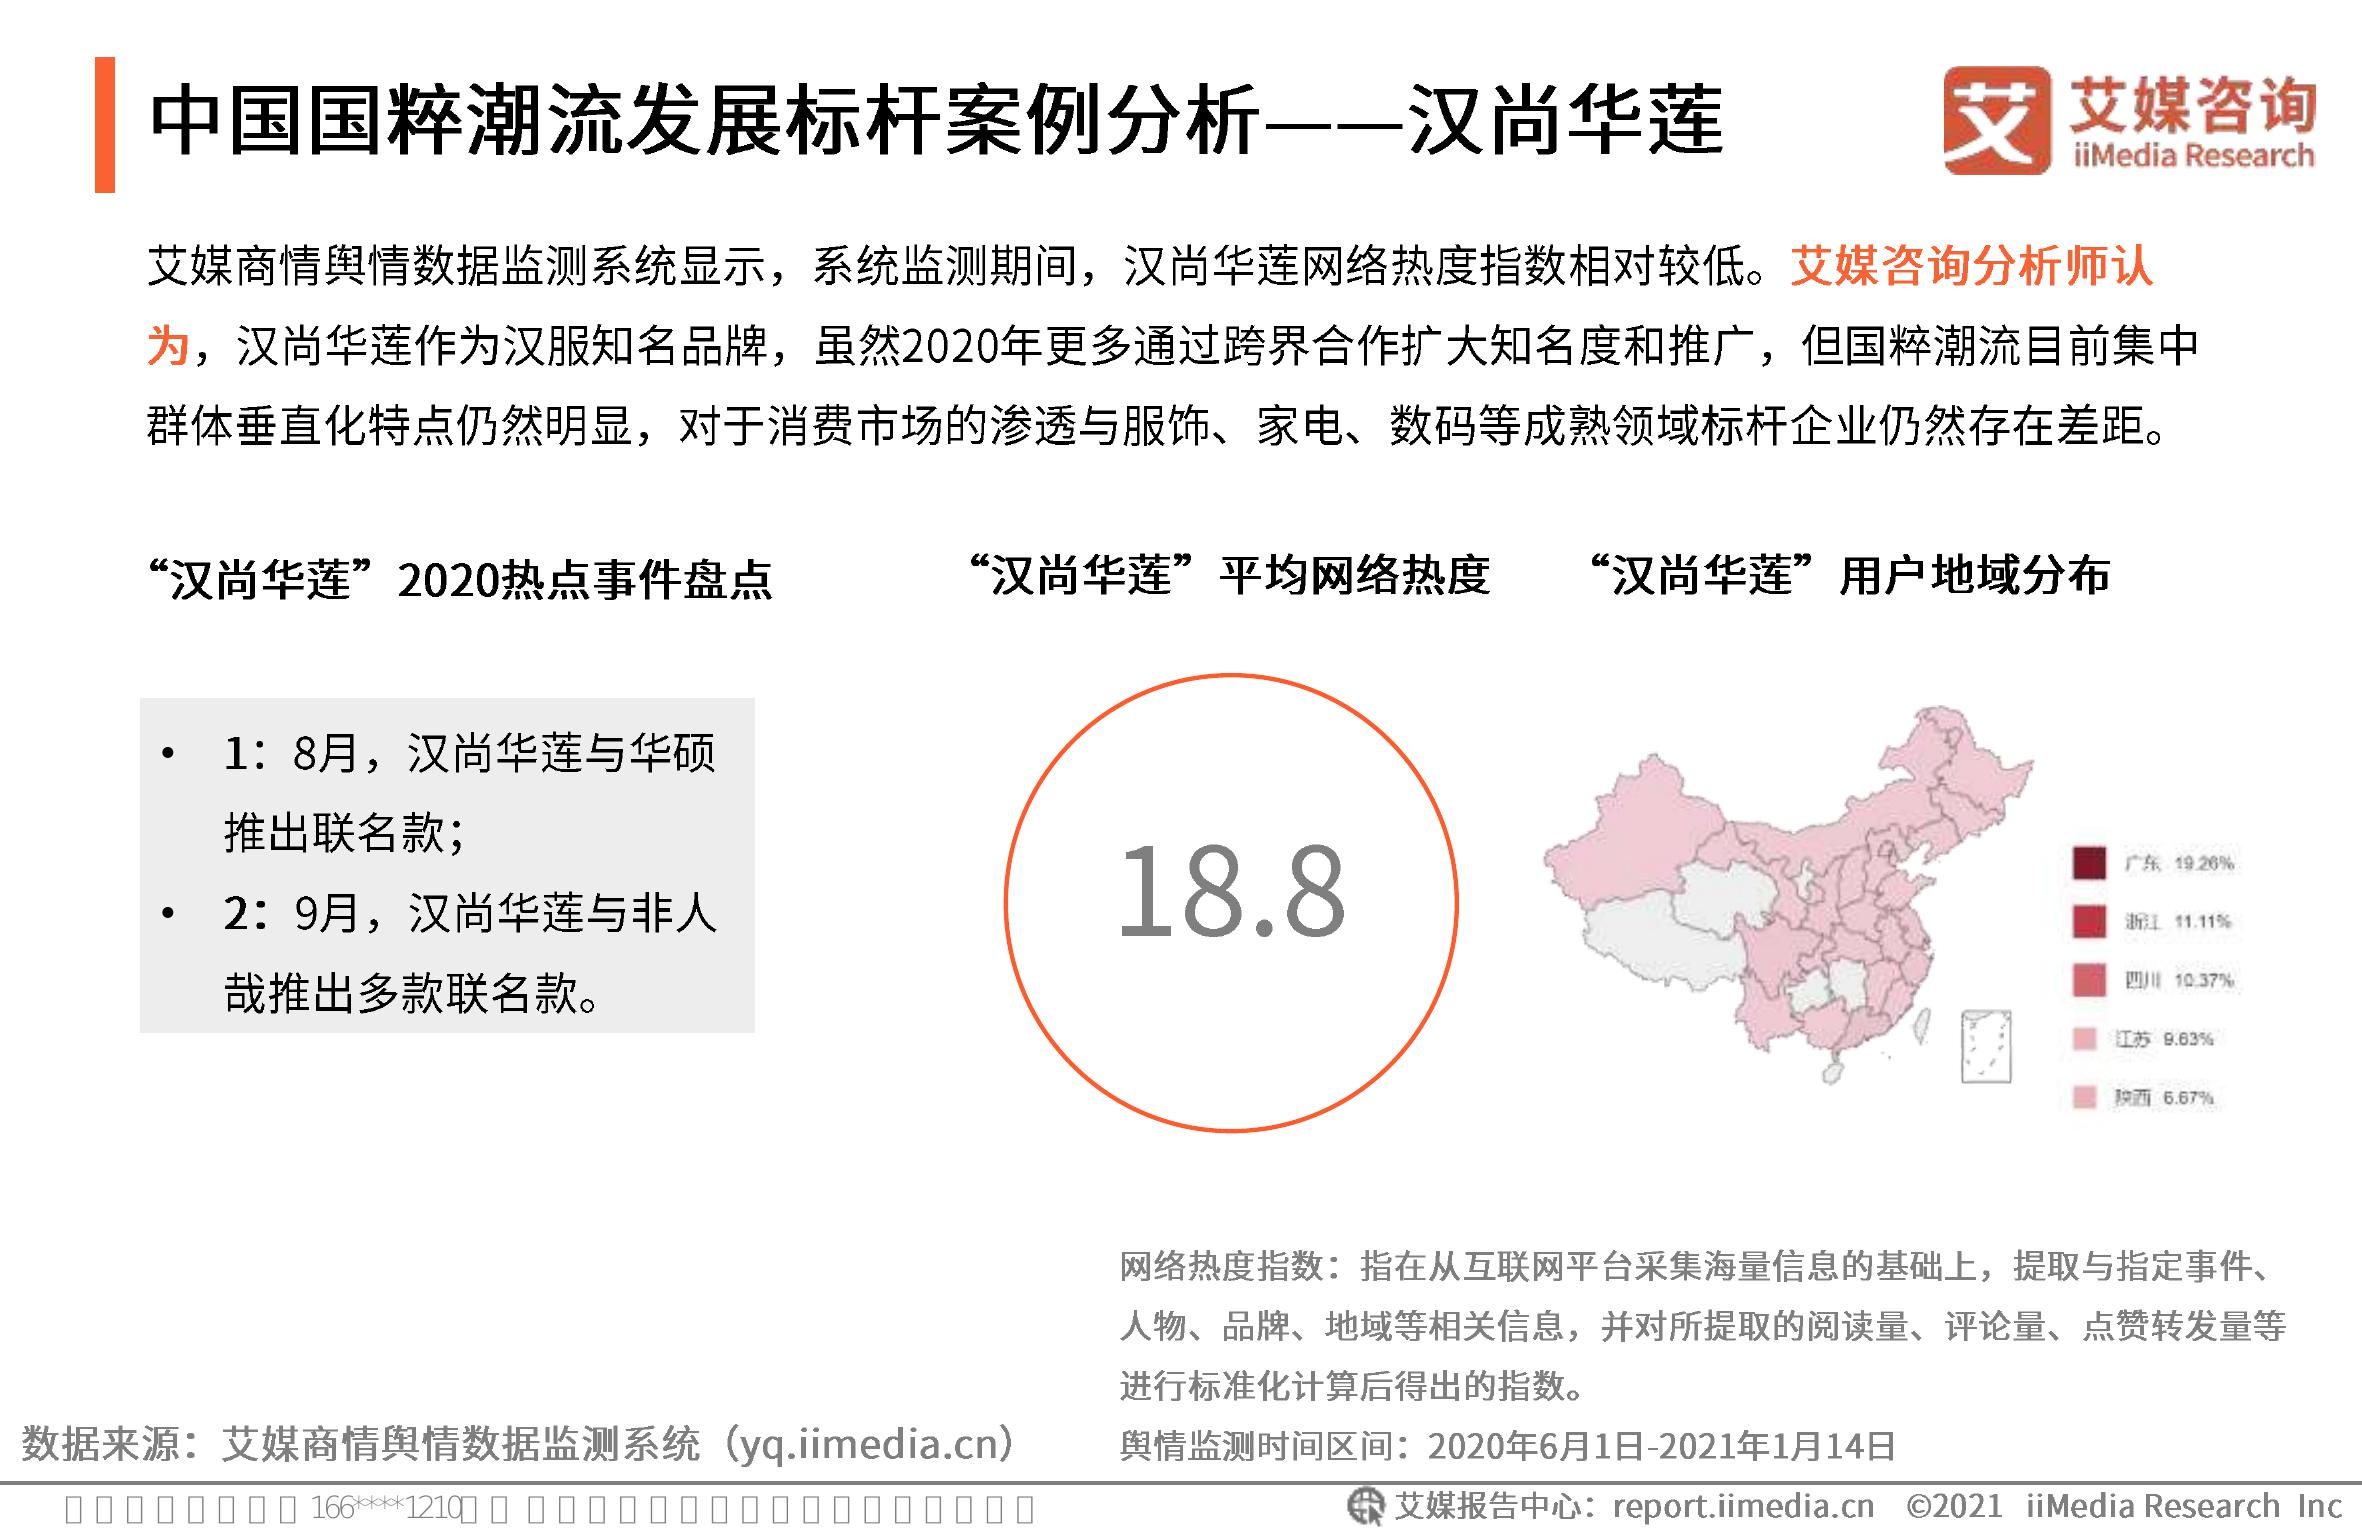 中国国粹潮流发展标杆案例分析——汉尚华莲
艾媒咨询
iiMedia Research
艾媒商情舆情数据监测系统显示，系统监测期间，汉尚华莲网络热度指数相对较低。艾媒咨询分析师认
为，汉尚华莲作为汉服知名品牌，虽然2020年更多通过跨界合作扩大知名度和推广，但国粹潮流目前集中
群体垂直化特点仍然明显，对于消费市场的渗透与服饰、家电、数码等成熟领域标杆企业仍然存在差距。
“汉尚华莲”2020热点事件盘点
• 1：8月，汉尚华莲与华硕
推出联名款；
• 2：9月，汉尚华莲与非人
哉推出多款联名款。
“汉尚华莲”平均网络热度
18.8
“汉尚华莲”用户地域分布
广东 19.26%
浙江 11.11%
四川 10.37%
江苏 9.63%
陕西 6.67%
网络热度指数：指在从互联网平台采集海量信息的基础上，提取与指定事件、
人物、品牌、地域等相关信息，并对所提取的阅读量、评论量、点赞转发量等
进行标准化计算后得出的指数。
舆情监测时间区间：2020年6月1日-2021年1月14日
数据来源：艾媒商情舆情数据监测系统（yq.iimedia.cn）
166****1210
艾媒报告中心：report.iimedia.cn ©2021 iiMedia Research Inc